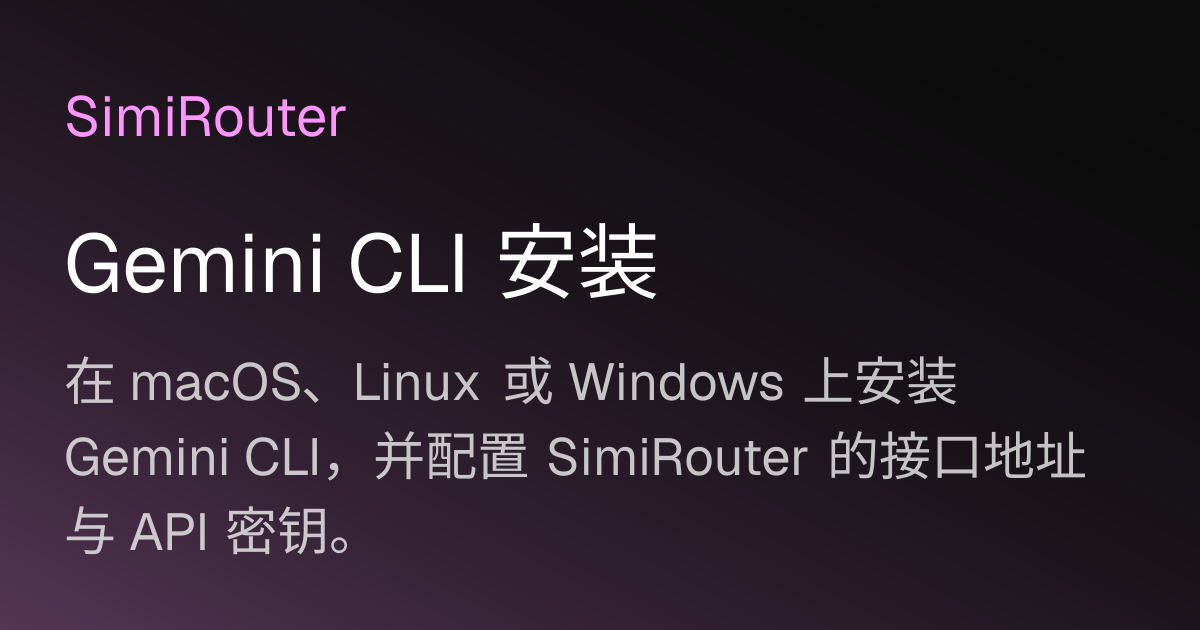 SimiRouter
Gemini CLI 安装
在 macOS、Linux 或 Windows 上安装
Gemini CLI，并配置 SimiRouter 的接口地址
与 API 密钥。